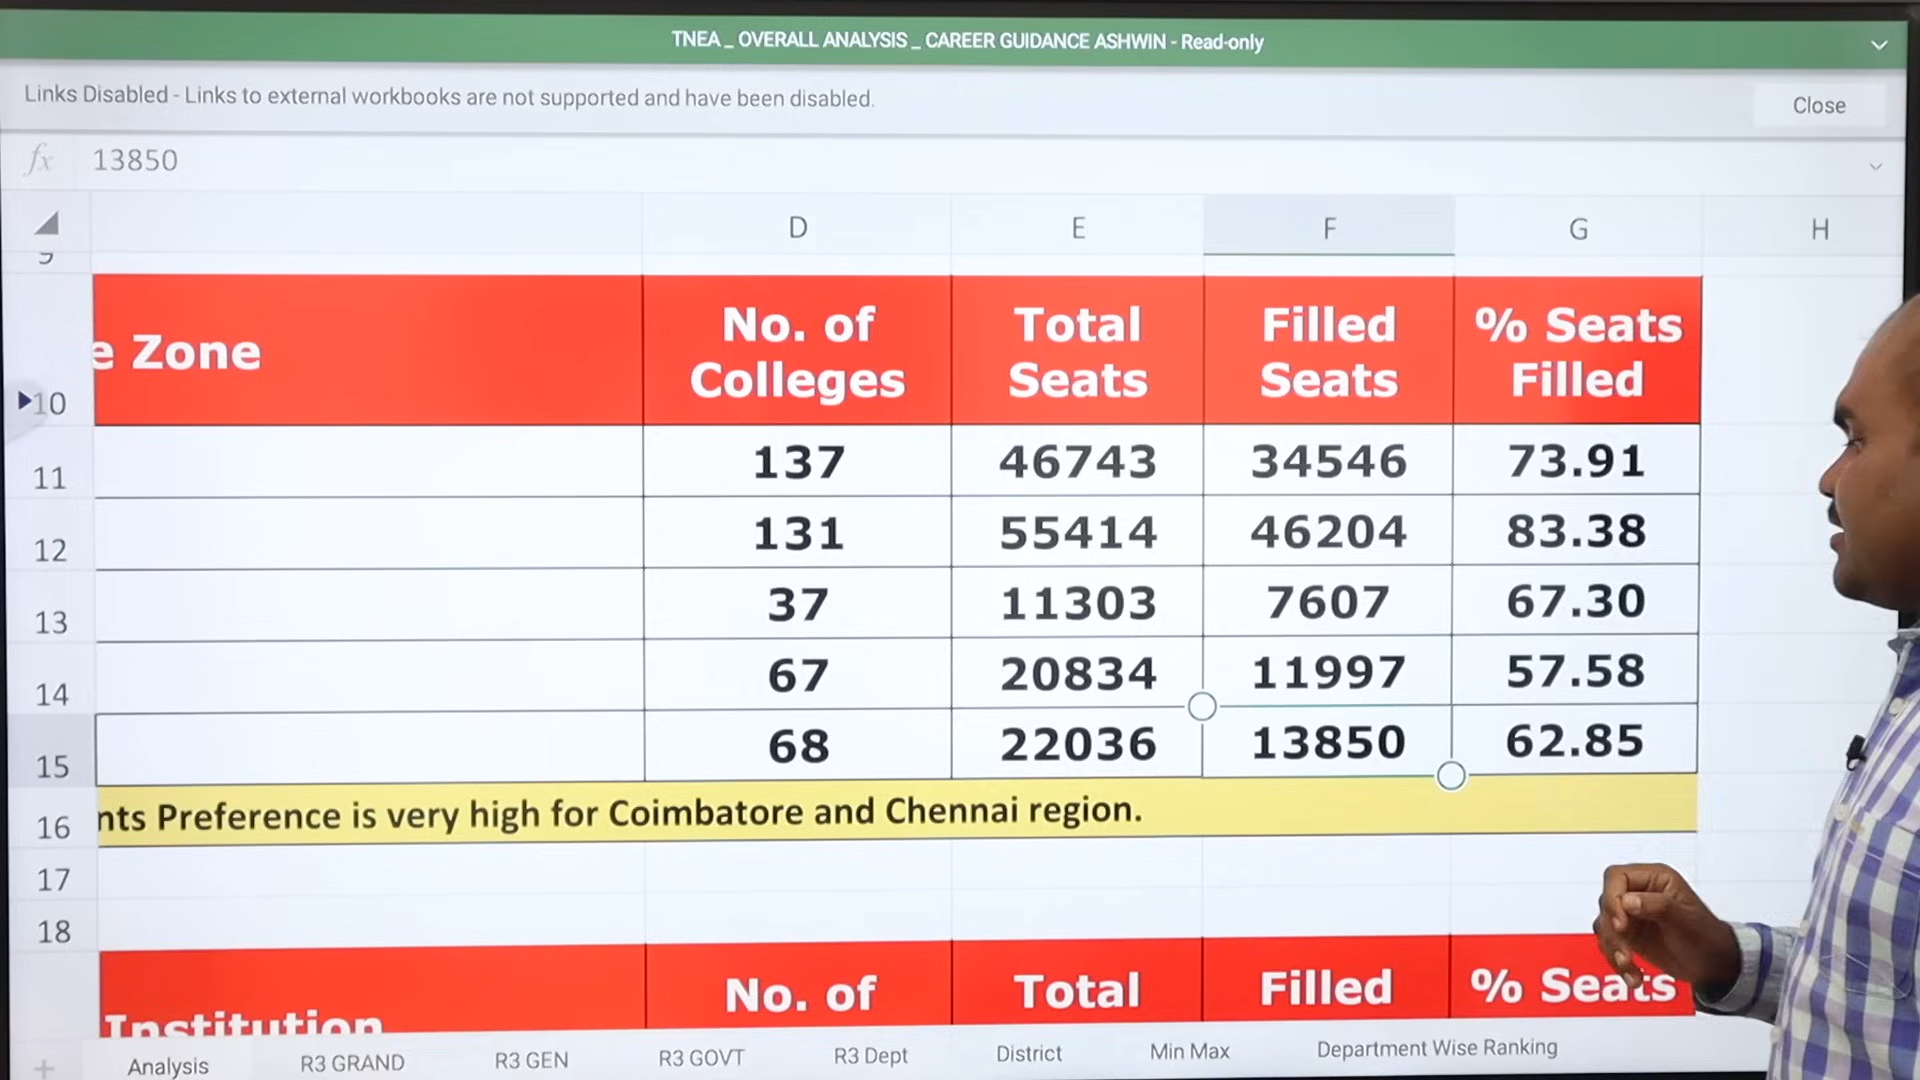 TNEA _ OVERALL ANALYSIS _ CAREER GUIDANCE ASHWIN - Read-only
Links Disabled - Links to external workbooks are not supported and have been disabled.
Close
fx 13850
D E F G H
9
10
e Zone
No. of Colleges
Total Seats
Filled Seats
% Seats Filled
11 137 46743 34546 73.91
12 131 55414 46204 83.38
13 37 11303 7607 67.30
14 67 20834 11997 57.58
15 68 22036 13850 62.85
16 nts Preference is very high for Coimbatore and Chennai region.
17
18
Institution No. of Total Filled % Seats
+ Analysis R3 GRAND R3 GEN R3 GOVT R3 Dept District Min Max Department Wise Ranking